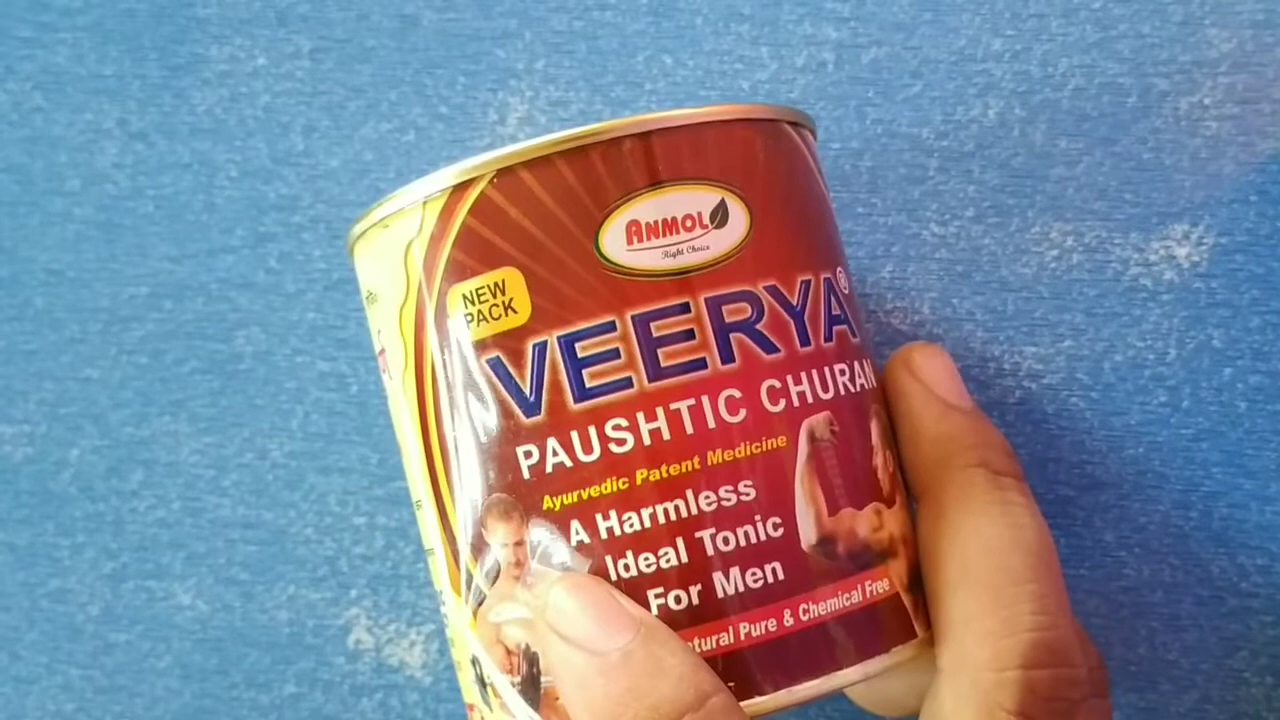 ANMOL
Right Choice
NEW
PACK
VEERYA®
PAUSHTIC CHURAN
Ayurvedic Patent Medicine
A Harmless
Ideal Tonic
For Men
Pure & Chemical Free